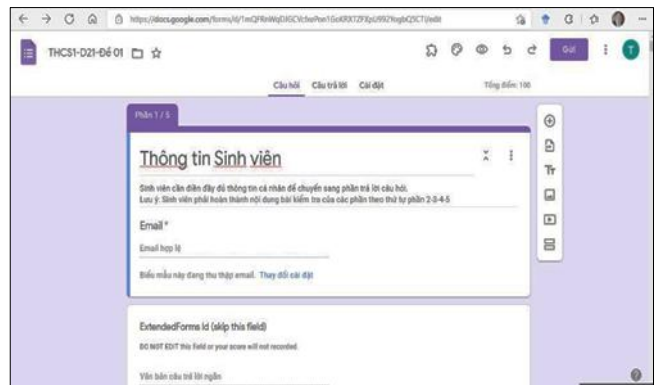 THCS1-D21-Đề 01
Gửi
T
Câu hỏi Câu trả lời Cài đặt Tổng điểm: 100
Phần 1 / 5
Thông tin Sinh viên
Sinh viên cần điền đầy đủ thông tin cá nhân để chuyển sang phần trả lời câu hỏi.
Lưu ý: Sinh viên phải hoàn thành nội dung bài kiểm tra của các phần theo thứ tự phần 2-3-4-5
Email *
Email hợp lệ
Biểu mẫu này đang thu thập email. Thay đổi cài đặt
ExtendedForms Id (skip this field)
DO NOT EDIT this field or your score will not recorded.
Văn bản câu trả lời ngắn